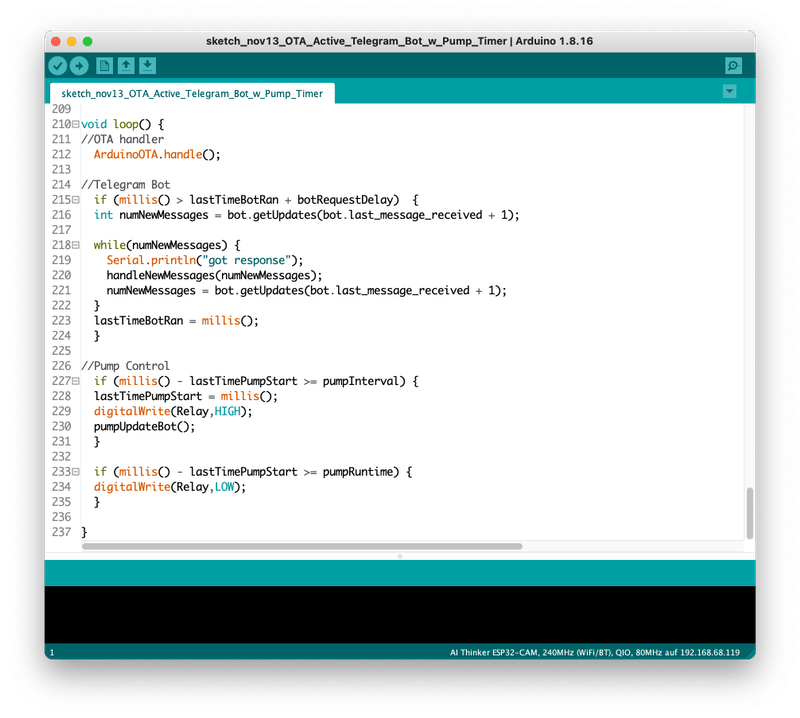 sketch_nov13_OTA_Active_Telegram_Bot_w_Pump_Timer | Arduino 1.8.16
sketch_nov13_OTA_Active_Telegram_Bot_w_Pump_Timer
209
210 void loop() {
211 //OTA handler
212   ArduinoOTA.handle();
213
214 //Telegram Bot
215   if (millis() > lastTimeBotRan + botRequestDelay)  {
216   int numNewMessages = bot.getUpdates(bot.last_message_received + 1);
217
218   while(numNewMessages) {
219     Serial.println("got response");
220     handleNewMessages(numNewMessages);
221     numNewMessages = bot.getUpdates(bot.last_message_received + 1);
222   }
223   lastTimeBotRan = millis();
224   }
225
226 //Pump Control
227   if (millis() - lastTimePumpStart >= pumpInterval) {
228   lastTimePumpStart = millis();
229   digitalWrite(Relay,HIGH);
230   pumpUpdateBot();
231   }
232
233   if (millis() - lastTimePumpStart >= pumpRuntime) {
234   digitalWrite(Relay,LOW);
235   }
236
237 }
1 AI Thinker ESP32-CAM, 240MHz (WiFi/BT), QIO, 80MHz auf 192.168.68.119